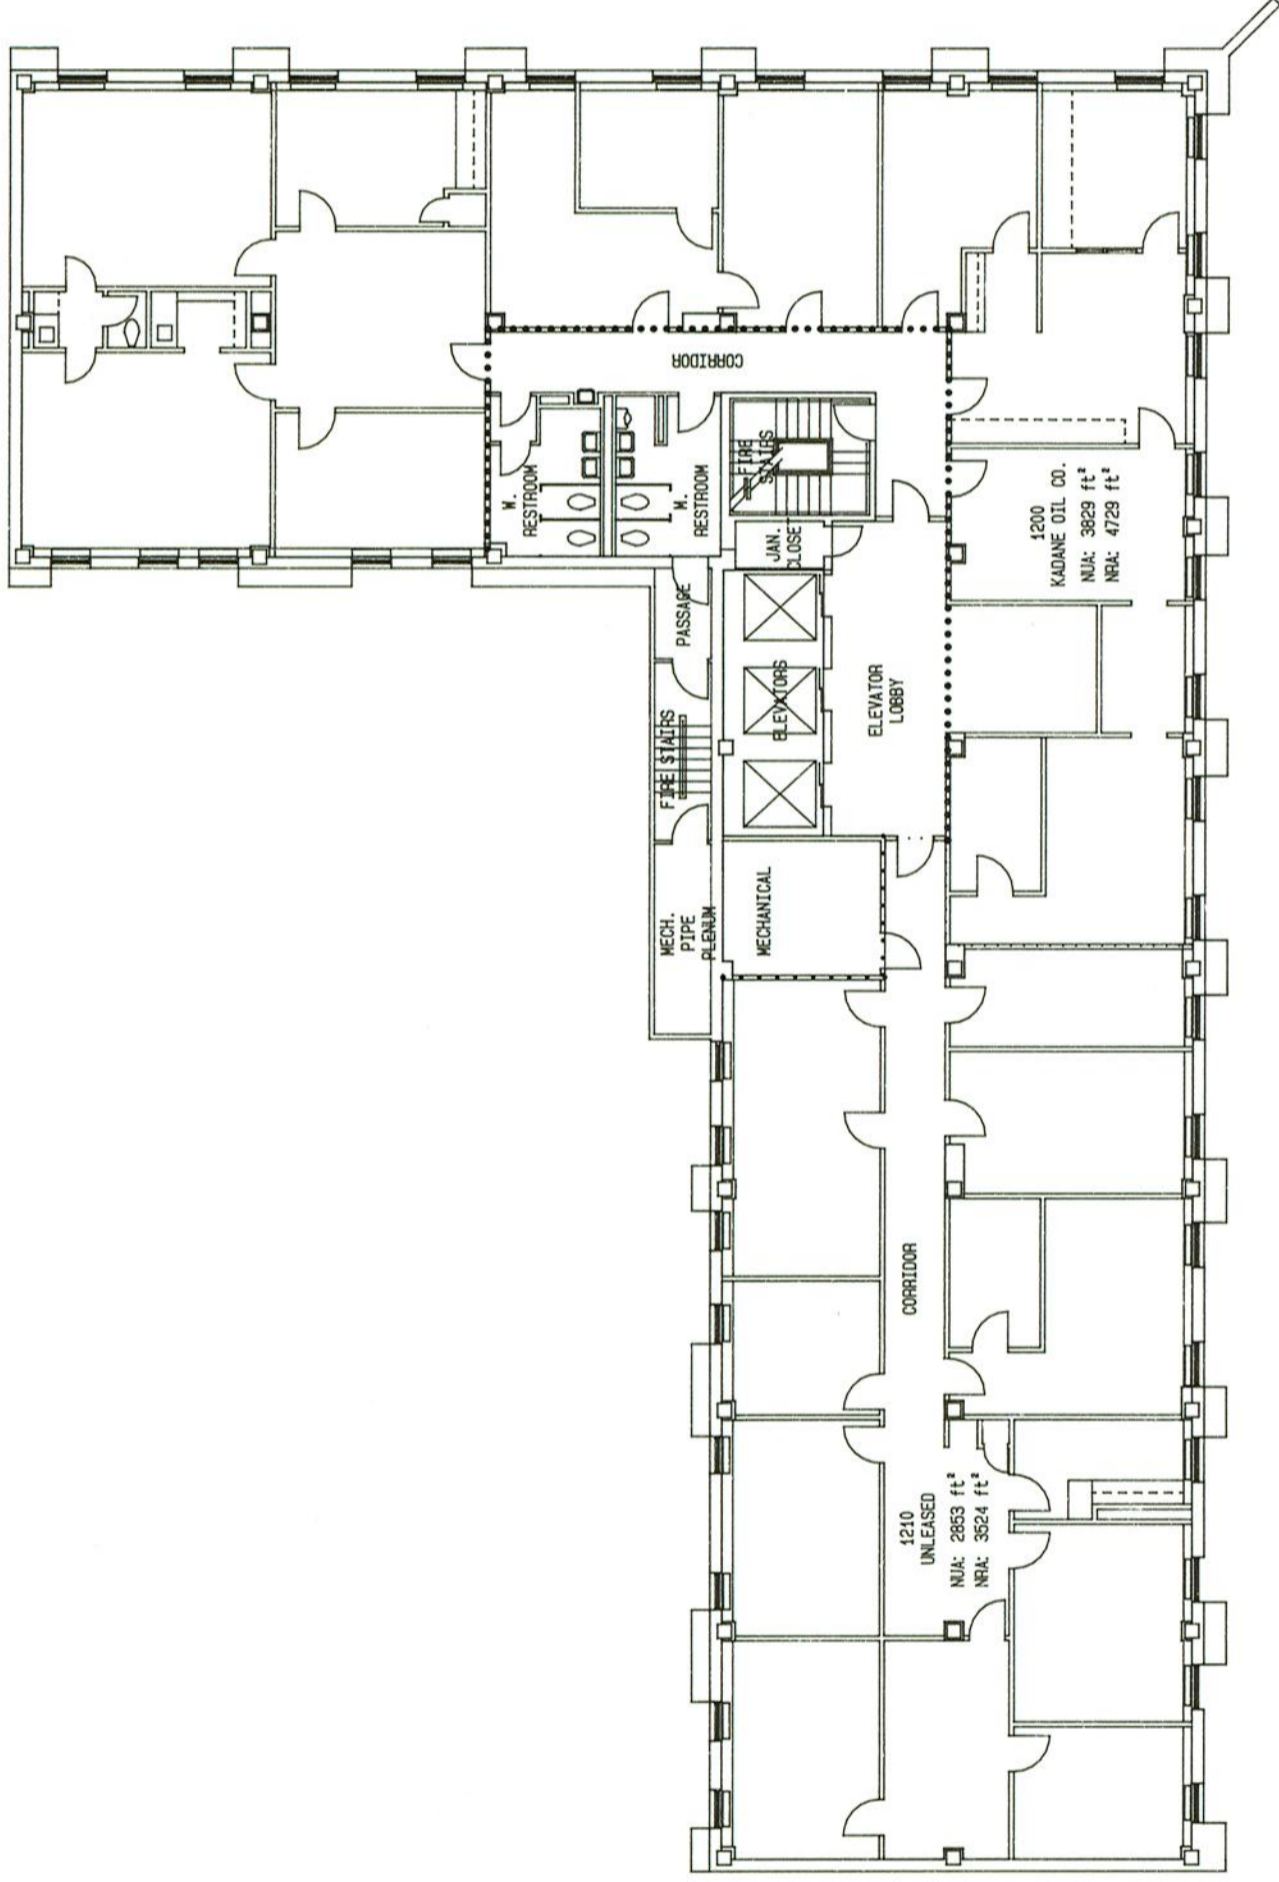 CORRIDOR
W.
RESTROOM
M.
RESTROOM
FIRE
STAIRS
JAN.
CLOSET
PASSAGE
ELEVATORS
ELEVATOR
LOBBY
FIRE STAIRS
MECH.
PIPE
PLENUM
MECHANICAL
1200
KADANE OIL CO.
NUA: 3829 ft²
NRA: 4729 ft²
CORRIDOR
1210
UNLEASED
NUA: 2853 ft²
NRA: 3524 ft²